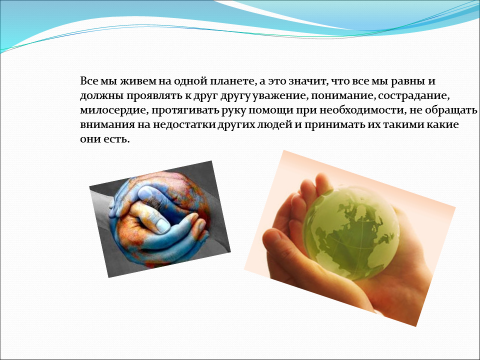 Все мы живем на одной планете, а это значит, что все мы равны и
должны проявлять к друг другу уважение, понимание, сострадание,
милосердие, протягивать руку помощи при необходимости, не обращать
внимания на недостатки других людей и принимать их такими какие
они есть.